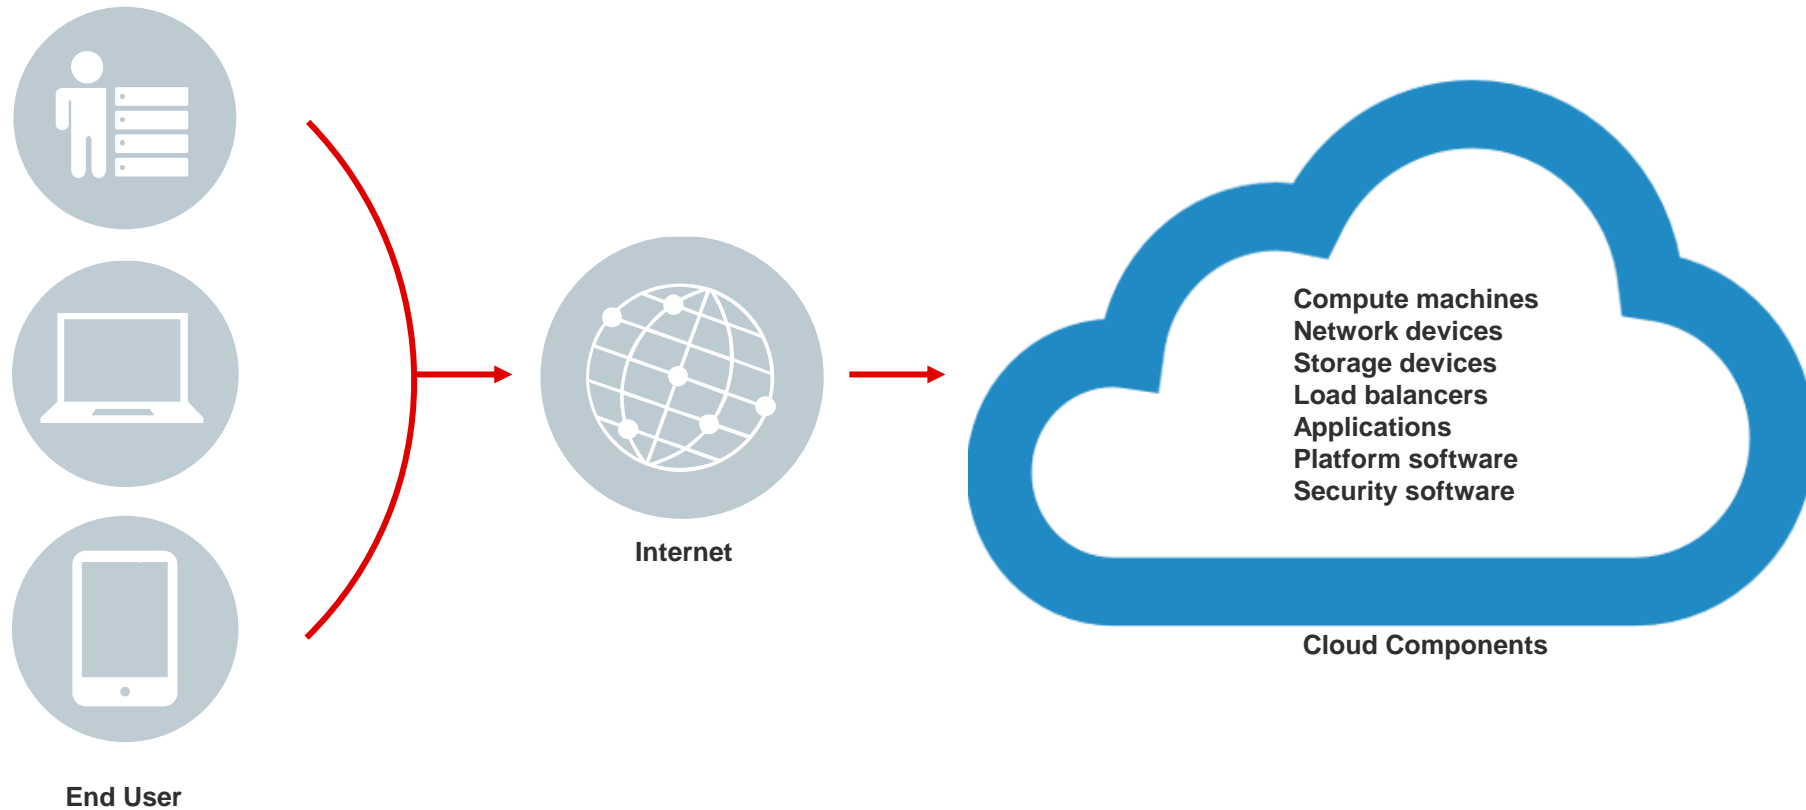 Compute machines
Network devices
Storage devices
Load balancers
Applications
Platform software
Security software
Internet
Cloud Components
End User